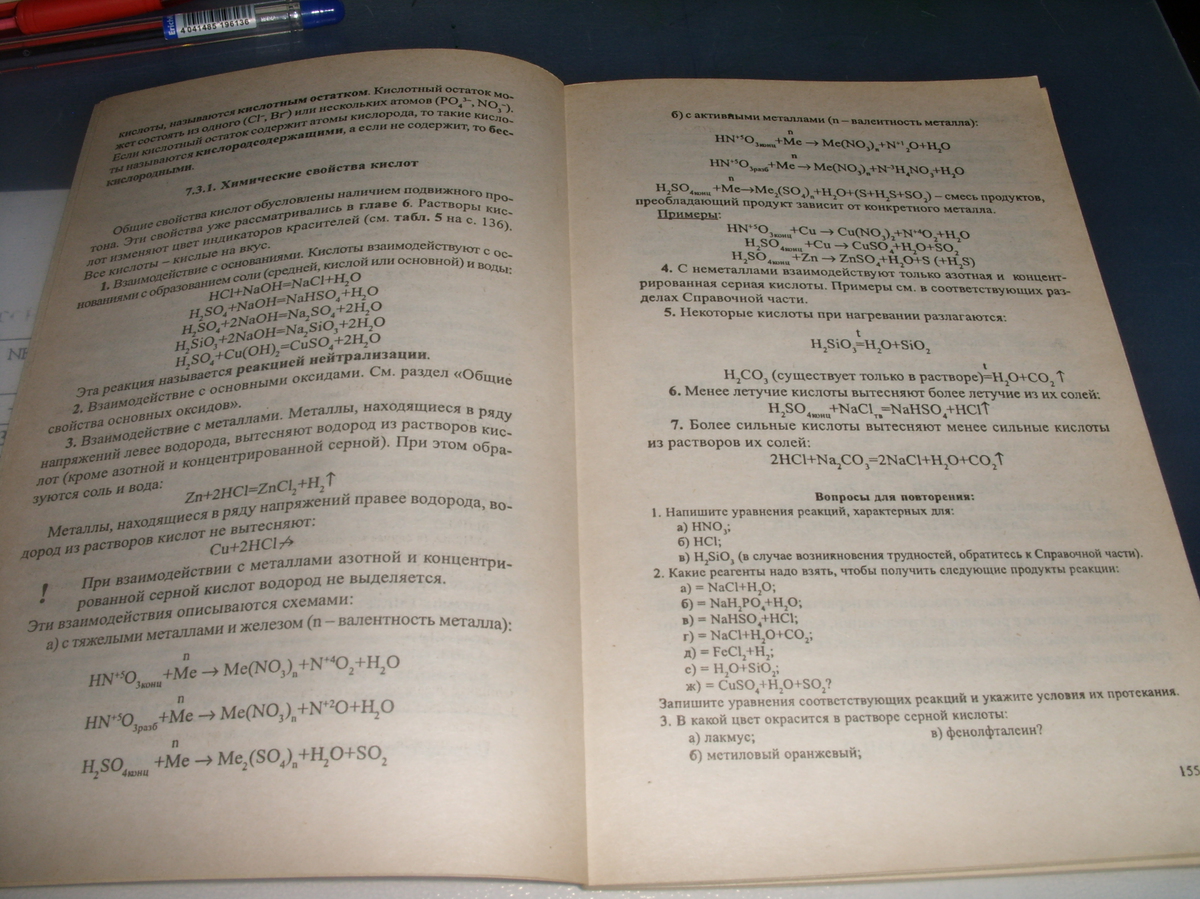 Erich
4 041485 196136
кислоты, называются кислотным остатком. Кислотный остаток мо-
жет состоять из одного (Cl⁻, Br⁻) или нескольких атомов (PO₄³⁻, NO₃⁻).
Если кислотный остаток содержит атомы кислорода, то такие кисло-
ты называются кислородсодержащими, а если не содержит, то бес-
кислородными.
7.3.1. Химические свойства кислот
Общие свойства кислот обусловлены наличием подвижного про-
тона. Эти свойства уже рассматривались в главе 6. Растворы кис-
лот изменяют цвет индикаторов красителей (см. табл. 5 на с. 136).
Все кислоты – кислые на вкус.
1. Взаимодействие с основаниями. Кислоты взаимодействуют с ос-
нованиями с образованием соли (средней, кислой или основной) и воды:
HCl+NaOH=NaCl+H₂O
H₂SO₄+NaOH=NaHSO₄+H₂O
H₂SO₄+2NaOH=Na₂SO₄+2H₂O
H₂SiO₃+2NaOH=Na₂SiO₃+2H₂O
H₂SO₄+Cu(OH)₂=CuSO₄+2H₂O
Эта реакция называется реакцией нейтрализации.
2. Взаимодействие с основными оксидами. См. раздел «Общие
свойства основных оксидов».
3. Взаимодействие с металлами. Металлы, находящиеся в ряду
напряжений левее водорода, вытесняют водород из растворов кис-
лот (кроме азотной и концентрированной серной). При этом обра-
зуются соль и вода:
Zn+2HCl=ZnCl₂+H₂↑
Металлы, находящиеся в ряду напряжений правее водорода, во-
дород из растворов кислот не вытесняют:
Cu+2HCl↛
! При взаимодействии с металлами азотной и концентри-
рованной серной кислот водород не выделяется.
Эти взаимодействия описываются схемами:
а) с тяжелыми металлами и железом (n – валентность металла):
n
HN⁺⁵O₃конц+Me → Me(NO₃)ₙ+N⁺⁴O₂+H₂O
n
HN⁺⁵O₃разб+Me → Me(NO₃)ₙ+N⁺²O+H₂O
n
H₂SO₄конц +Me → Me₂(SO₄)ₙ+H₂O+SO₂
б) с активными металлами (n – валентность металла):
n
HN⁺⁵O₃конц+Me → Me(NO₃)ₙ+N⁺¹₂O+H₂O
n
HN⁺⁵O₃разб+Me → Me(NO₃)ₙ+N⁻³H₄NO₃+H₂O
n
H₂SO₄конц+Me→Me₂(SO₄)ₙ+H₂O+(S+H₂S+SO₂) – смесь продуктов,
преобладающий продукт зависит от конкретного металла.
Примеры:
HN⁺⁵O₃конц+Cu → Cu(NO₃)₂+N⁺⁴O₂+H₂O
H₂SO₄конц+Cu → CuSO₄+H₂O+SO₂
H₂SO₄конц+Zn → ZnSO₄+H₂O+S (+H₂S)
4. С неметаллами взаимодействуют только азотная и концент-
рированная серная кислоты. Примеры см. в соответствующих раз-
делах Справочной части.
5. Некоторые кислоты при нагревании разлагаются:
t
H₂SiO₃=H₂O+SiO₂
t
H₂CO₃ (существует только в растворе)=H₂O+CO₂↑
6. Менее летучие кислоты вытесняют более летучие из их солей:
H₂SO₄конц+NaClтв=NaHSO₄+HCl↑
7. Более сильные кислоты вытесняют менее сильные кислоты
из растворов их солей:
2HCl+Na₂CO₃=2NaCl+H₂O+CO₂↑
Вопросы для повторения:
1. Напишите уравнения реакций, характерных для:
а) HNO₃;
б) HCl;
в) H₂SiO₃ (в случае возникновения трудностей, обратитесь к Справочной части).
2. Какие реагенты надо взять, чтобы получить следующие продукты реакции:
а) = NaCl+H₂O;
б) = NaH₂PO₄+H₂O;
в) = NaHSO₄+HCl;
г) = NaCl+H₂O+CO₂;
д) = FeCl₂+H₂;
е) = H₂O+SiO₂;
ж) = CuSO₄+H₂O+SO₂?
Запишите уравнения соответствующих реакций и укажите условия их протекания.
3. В какой цвет окрасится в растворе серной кислоты:
а) лакмус; в) фенолфталеин?
б) метиловый оранжевый;
155